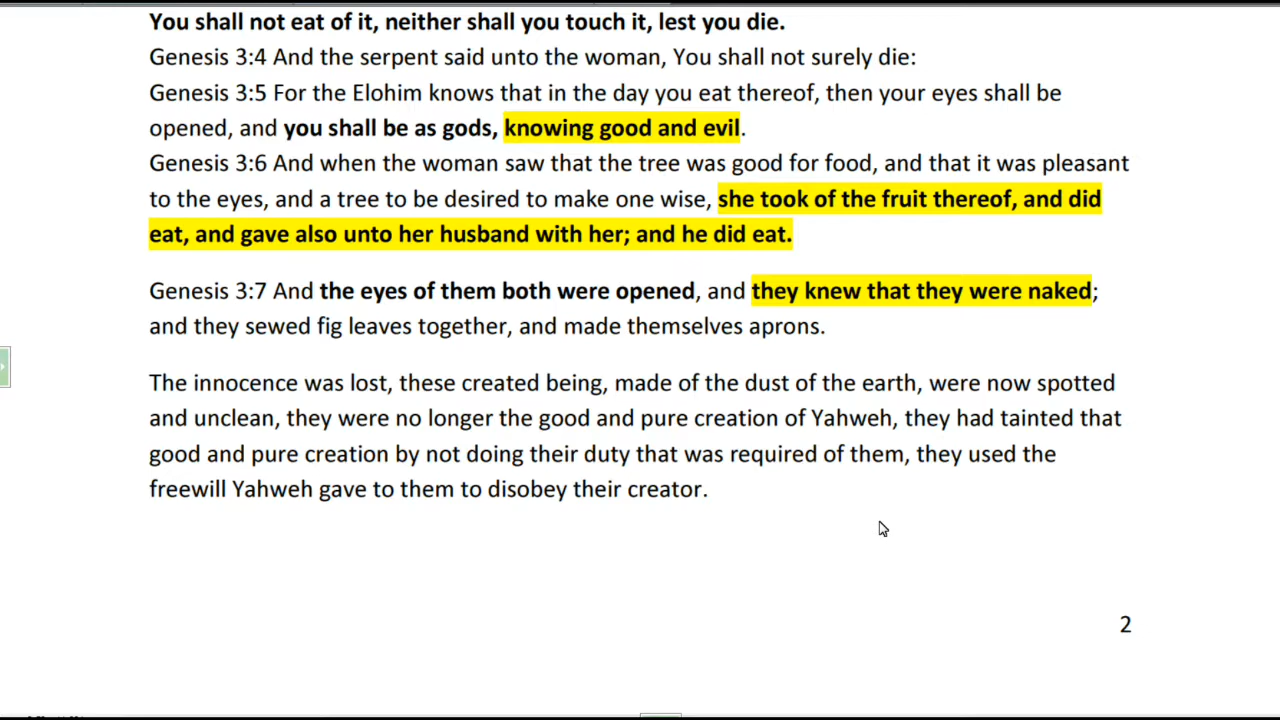 You shall not eat of it, neither shall you touch it, lest you die.
Genesis 3:4 And the serpent said unto the woman, You shall not surely die:
Genesis 3:5 For the Elohim knows that in the day you eat thereof, then your eyes shall be
opened, and you shall be as gods, knowing good and evil.
Genesis 3:6 And when the woman saw that the tree was good for food, and that it was pleasant
to the eyes, and a tree to be desired to make one wise, she took of the fruit thereof, and did
eat, and gave also unto her husband with her; and he did eat.
Genesis 3:7 And the eyes of them both were opened, and they knew that they were naked;
and they sewed fig leaves together, and made themselves aprons.
The innocence was lost, these created being, made of the dust of the earth, were now spotted
and unclean, they were no longer the good and pure creation of Yahweh, they had tainted that
good and pure creation by not doing their duty that was required of them, they used the
freewill Yahweh gave to them to disobey their creator.
2